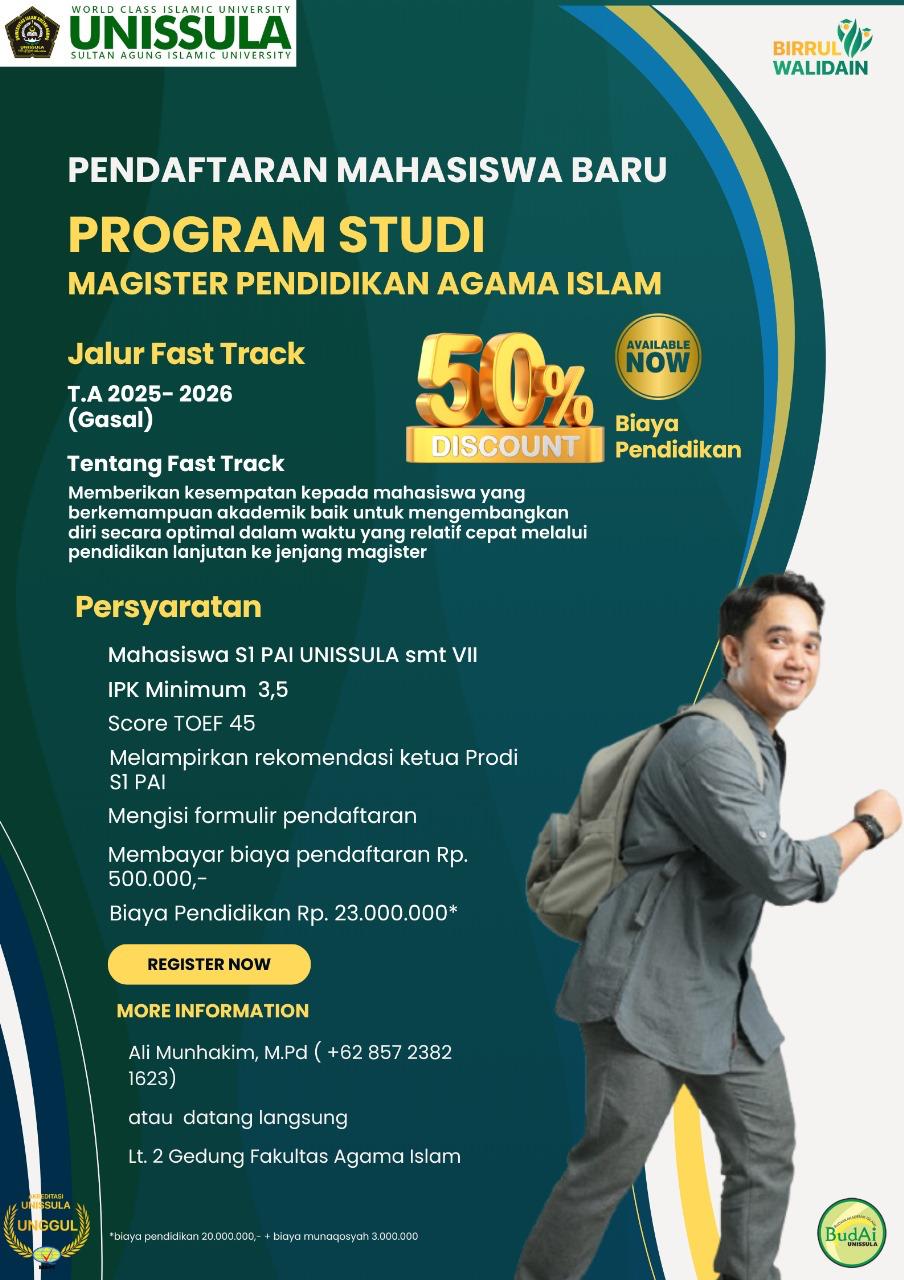 WORLD CLASS ISLAMIC UNIVERSITY
UNISSULA
SULTAN AGUNG ISLAMIC UNIVERSITY
BIRRUL
WALIDAIN
PENDAFTARAN MAHASISWA BARU
PROGRAM STUDI
MAGISTER PENDIDIKAN AGAMA ISLAM
Jalur Fast Track
T.A 2025- 2026
(Gasal)
50%
DISCOUNT
AVAILABLE
NOW
Biaya
Pendidikan
Tentang Fast Track
Memberikan kesempatan kepada mahasiswa yang
berkemampuan akademik baik untuk mengembangkan
diri secara optimal dalam waktu yang relatif cepat melalui
pendidikan lanjutan ke jenjang magister
Persyaratan
Mahasiswa S1 PAI UNISSULA smt VII
IPK Minimum 3,5
Score TOEF 45
Melampirkan rekomendasi ketua Prodi
S1 PAI
Mengisi formulir pendaftaran
Membayar biaya pendaftaran Rp.
500.000,-
Biaya Pendidikan Rp. 23.000.000*
REGISTER NOW
MORE INFORMATION
Ali Munhakim, M.Pd ( +62 857 2382
1623)
atau datang langsung
Lt. 2 Gedung Fakultas Agama Islam
AKREDITASI
UNISSULA
UNGGUL
*biaya pendidikan 20.000.000,- + biaya munaqosyah 3.000.000
BudAi
UNISSULA